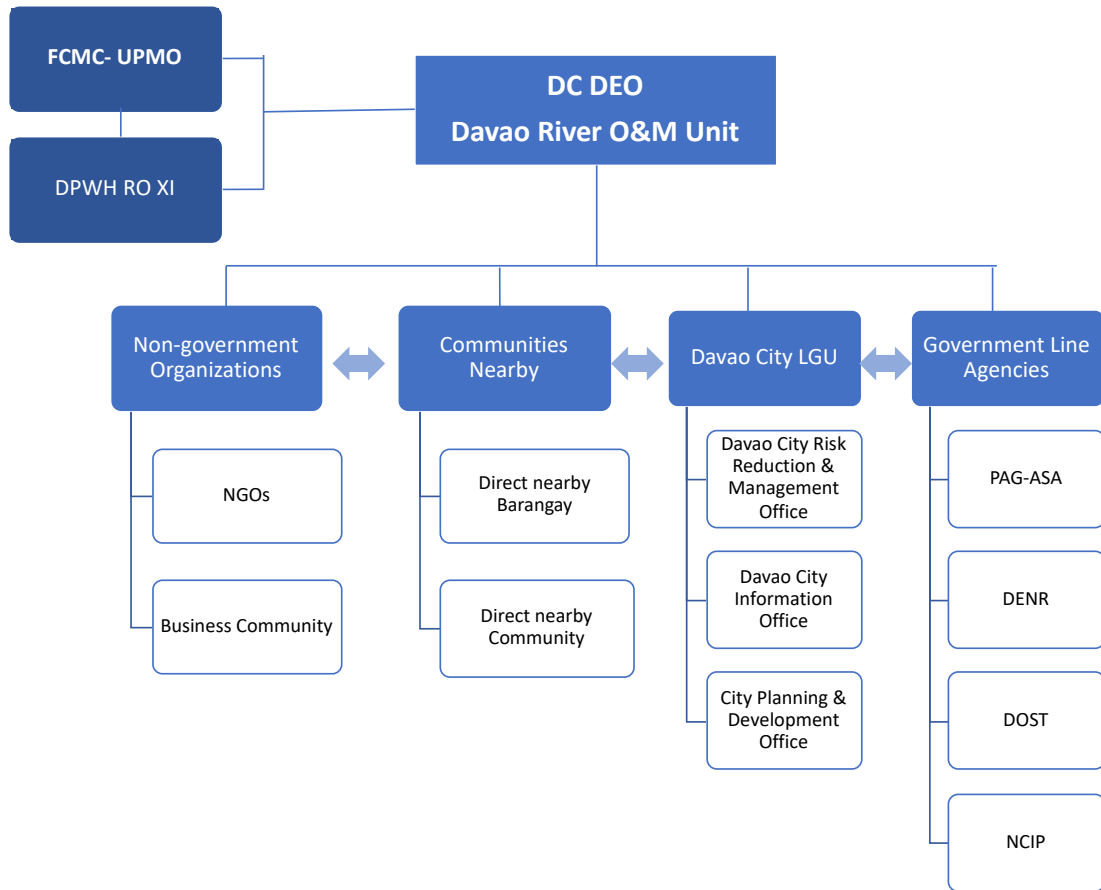 FCMC- UPMO
DPWH RO XI
DC DEO
Davao River O&M Unit
Non-government
Organizations
Communities
Nearby
Davao City LGU
Government Line
Agencies
NGOs
Business Community
Direct nearby
Barangay
Direct nearby
Community
Davao City Risk
Reduction &
Management
Office
Davao City
Information
Office
City Planning &
Development
Office
PAG-ASA
DENR
DOST
NCIP